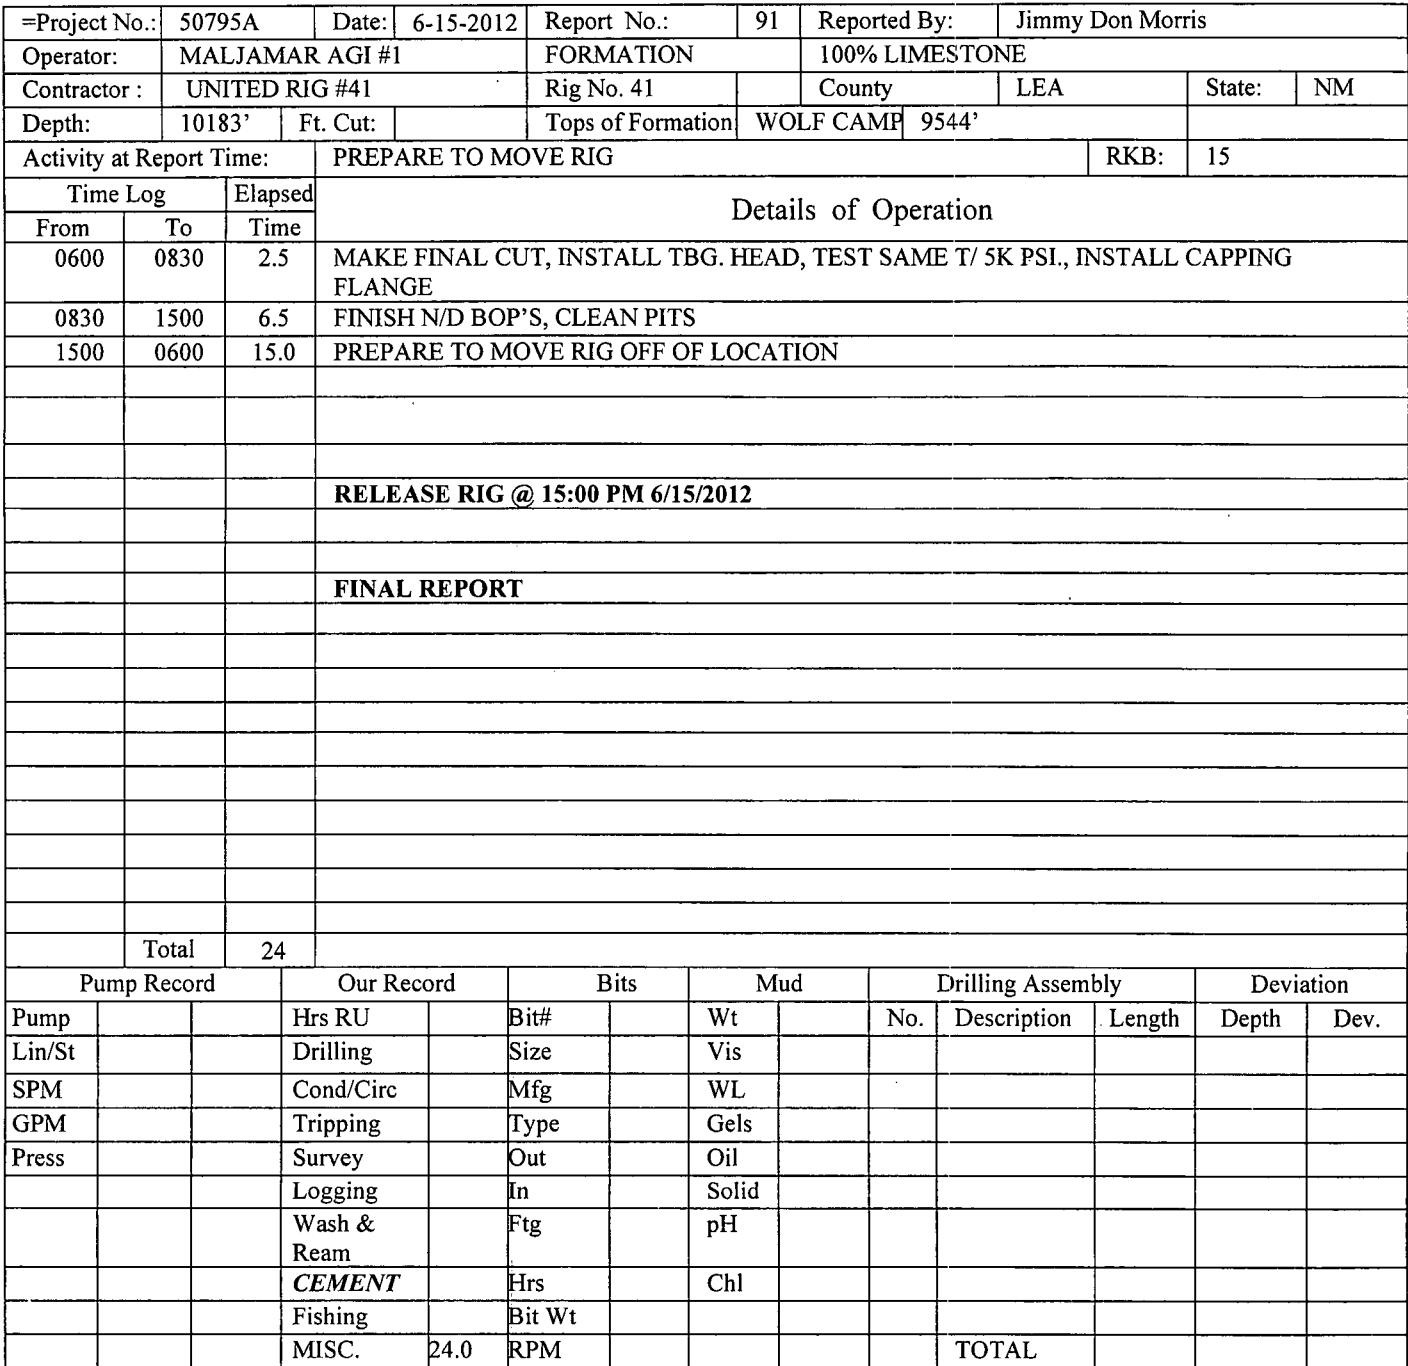 =Project No.: 50795A Date: 6-15-2012 Report No.: 91 Reported By: Jimmy Don Morris
Operator: MALJAMAR AGI #1 FORMATION 100% LIMESTONE
Contractor : UNITED RIG #41 Rig No. 41 County LEA State: NM
Depth: 10183' Ft. Cut: Tops of Formation WOLF CAMP 9544'
Activity at Report Time: PREPARE TO MOVE RIG RKB: 15
Time Log Elapsed Details of Operation
From To Time
0600 0830 2.5 MAKE FINAL CUT, INSTALL TBG. HEAD, TEST SAME T/ 5K PSI., INSTALL CAPPING
FLANGE
0830 1500 6.5 FINISH N/D BOP'S, CLEAN PITS
1500 0600 15.0 PREPARE TO MOVE RIG OFF OF LOCATION
RELEASE RIG @ 15:00 PM 6/15/2012
FINAL REPORT
Total 24
Pump Record Our Record Bits Mud Drilling Assembly Deviation
Pump Hrs RU Bit# Wt No. Description Length Depth Dev.
Lin/St Drilling Size Vis
SPM Cond/Circ Mfg WL
GPM Tripping Type Gels
Press Survey Out Oil
Logging In Solid
Wash & Ftg pH
Ream
CEMENT Hrs Chl
Fishing Bit Wt
MISC. 24.0 RPM TOTAL